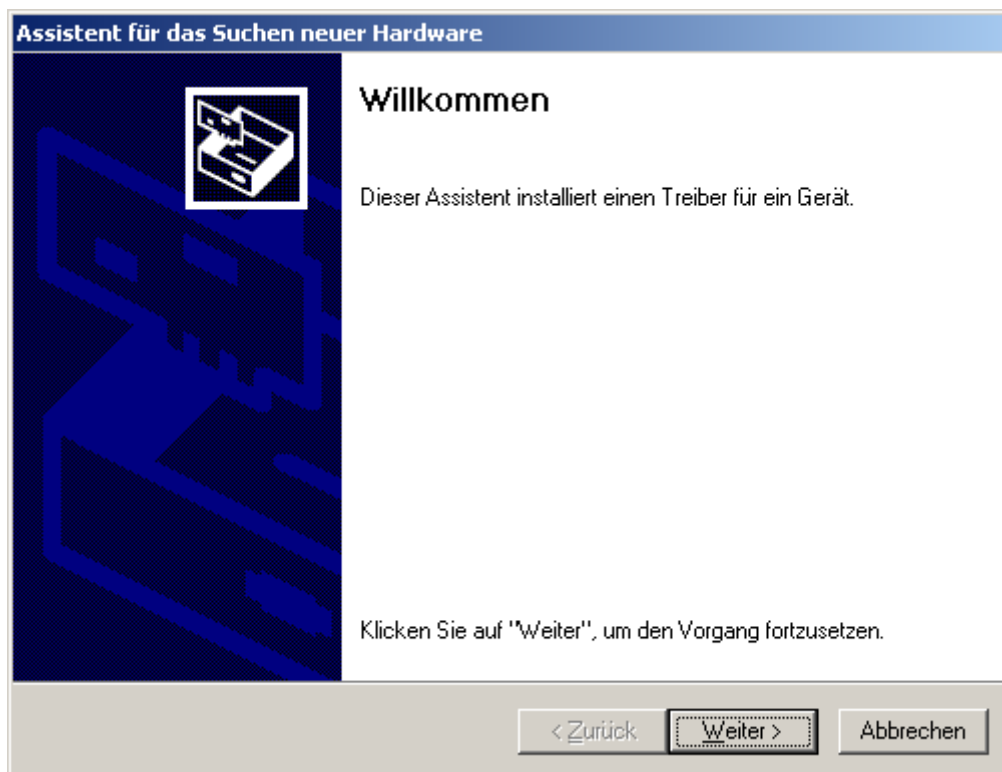 Assistent für das Suchen neuer Hardware
Willkommen
Dieser Assistent installiert einen Treiber für ein Gerät.
Klicken Sie auf "Weiter", um den Vorgang fortzusetzen.
< Zurück
Weiter >
Abbrechen